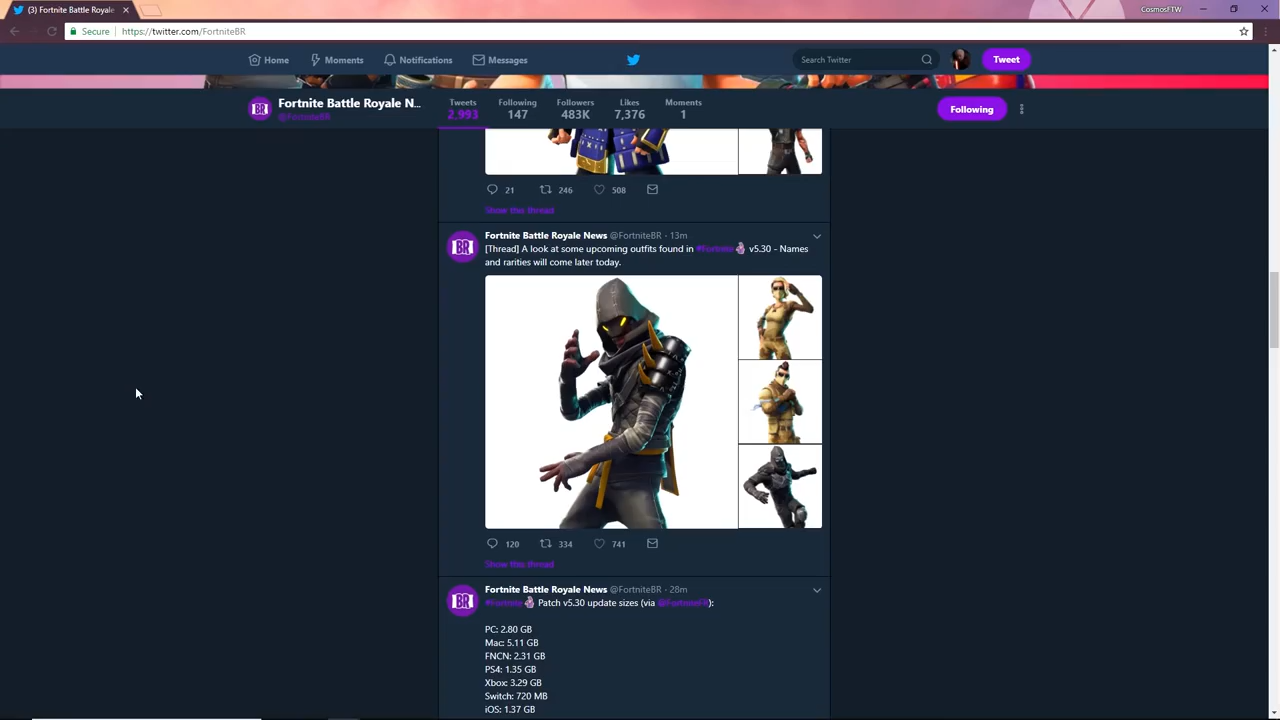 (3) Fortnite Battle Royale
CosmosFTW
Secure https://twitter.com/FortniteBR
Home Moments Notifications Messages Search Twitter Tweet
BR Fortnite Battle Royale N...
@FortniteBR
Tweets Following Followers Likes Moments
2,993 147 483K 7,376 1
Following
21 246 508
Show this thread
BR
Fortnite Battle Royale News @FortniteBR · 13m
[Thread] A look at some upcoming outfits found in #Fortnite v5.30 - Names
and rarities will come later today.
120 334 741
Show this thread
BR
Fortnite Battle Royale News @FortniteBR · 28m
#Fortnite Patch v5.30 update sizes (via @FortniteFR):
PC: 2.80 GB
Mac: 5.11 GB
FNCN: 2.31 GB
PS4: 1.35 GB
Xbox: 3.29 GB
Switch: 720 MB
iOS: 1.37 GB